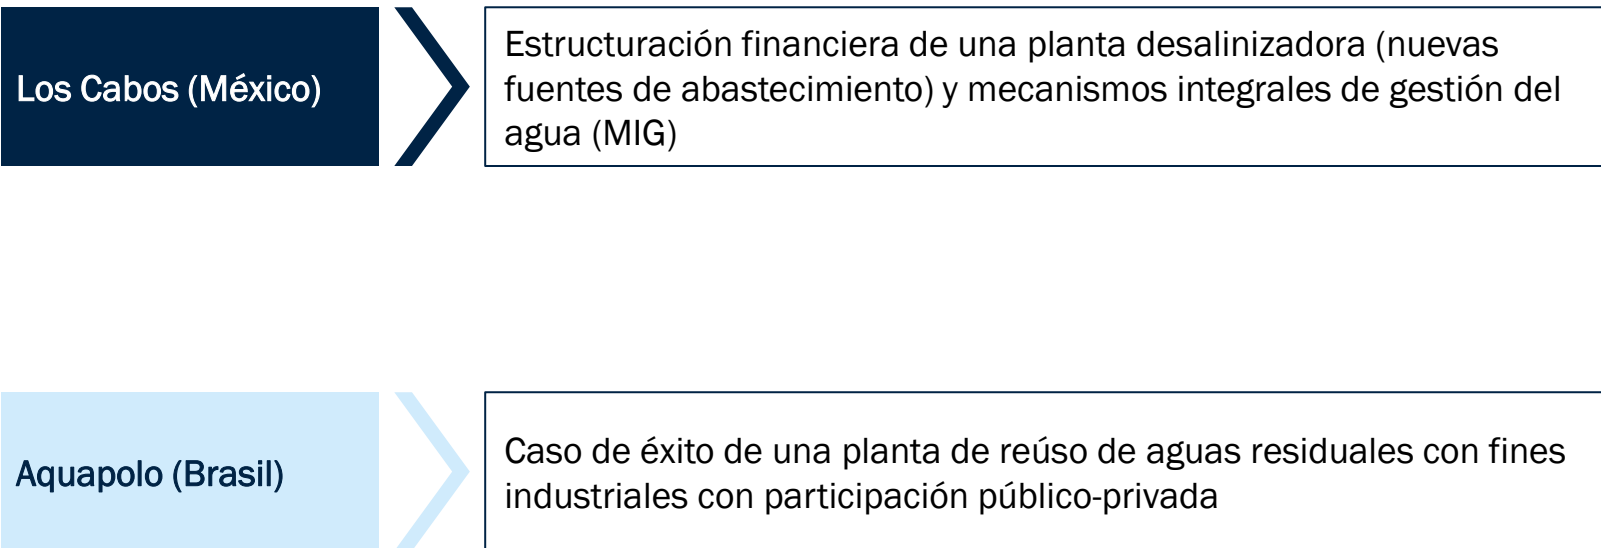 Los Cabos (México)
Estructuración financiera de una planta desalinizadora (nuevas
fuentes de abastecimiento) y mecanismos integrales de gestión del
agua (MIG)
Aquapolo (Brasil)
Caso de éxito de una planta de reúso de aguas residuales con fines
industriales con participación público-privada